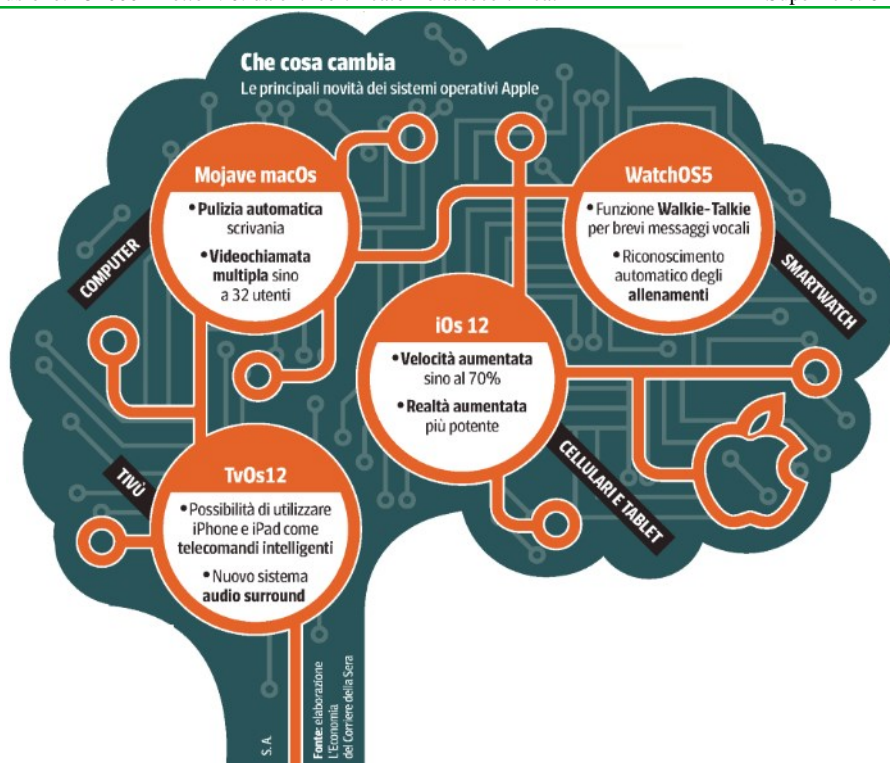 Che cosa cambia
Le principali novità dei sistemi operativi Apple
Mojave macOs
• Pulizia automatica
scrivania
• Videochiamata
multipla sino
a 32 utenti
COMPUTER
WatchOS5
• Funzione Walkie-Talkie
per brevi messaggi vocali
• Riconoscimento
automatico degli
allenamenti
SMARTWATCH
iOs 12
• Velocità aumentata
sino al 70%
• Realtà aumentata
più potente
CELLULARI E TABLET
TIVÙ
TvOs12
• Possibilità di utilizzare
iPhone e iPad come
telecomandi intelligenti
• Nuovo sistema
audio surround
S.A.
Fonte: elaborazione
L'Economia
del Corriere della Sera